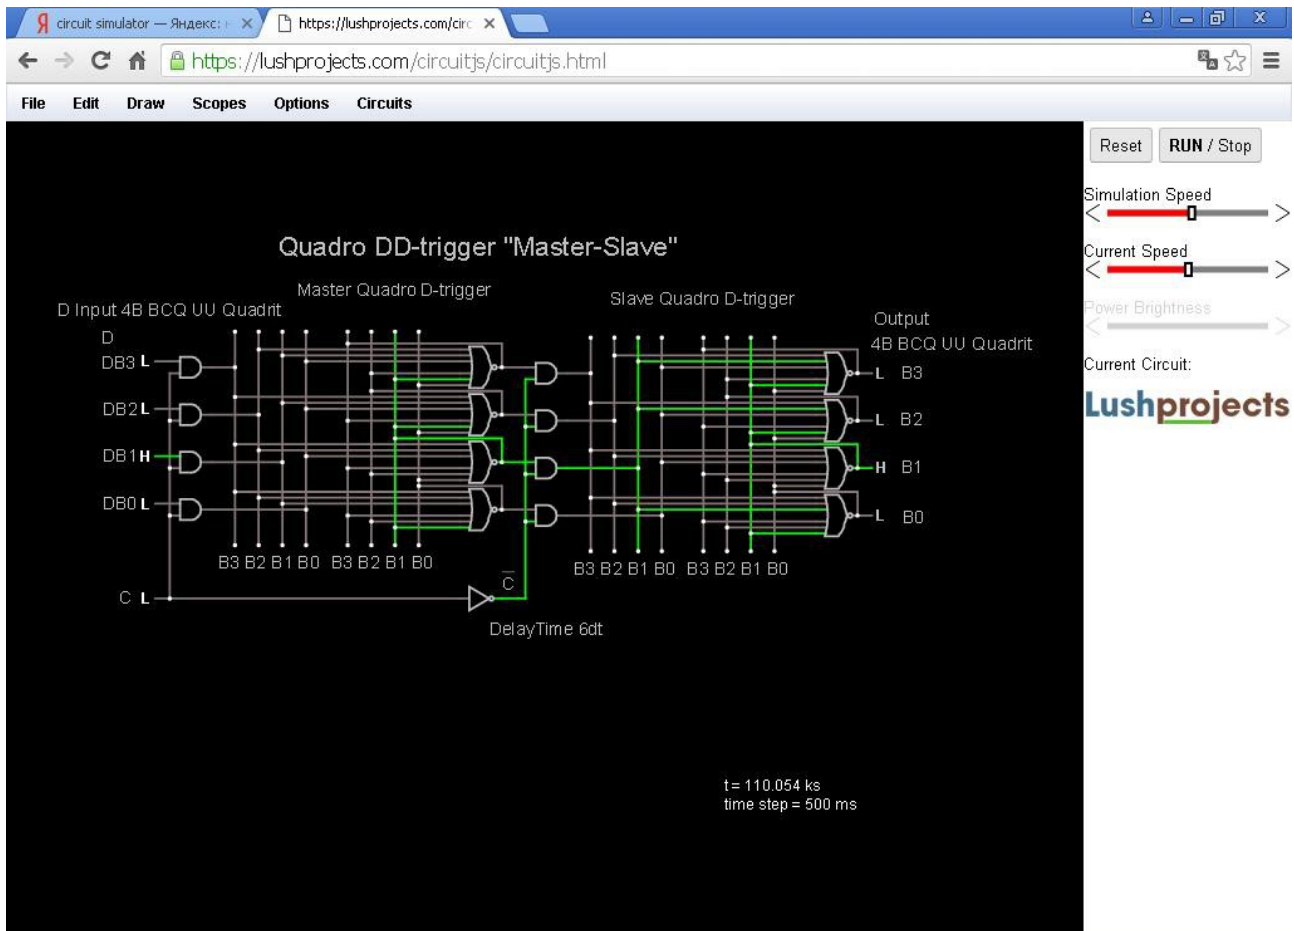 circuit simulator — Яндекс: н
https://lushprojects.com/circ
https://lushprojects.com/circuitjs/circuitjs.html
File Edit Draw Scopes Options Circuits
Reset RUN / Stop
Simulation Speed
Current Speed
Power Brightness
Current Circuit:
Lushprojects
Quadro DD-trigger "Master-Slave"
Master Quadro D-trigger
Slave Quadro D-trigger
D Input 4B BCQ UU Quadrit
D
Output
4B BCQ UU Quadrit
DB3 L
L B3
DB2 L
L B2
DB1 H
H B1
DB0 L
L B0
B3 B2 B1 B0 B3 B2 B1 B0
B3 B2 B1 B0 B3 B2 B1 B0
C L
C
DelayTime 6dt
t = 110.054 ks
time step = 500 ms